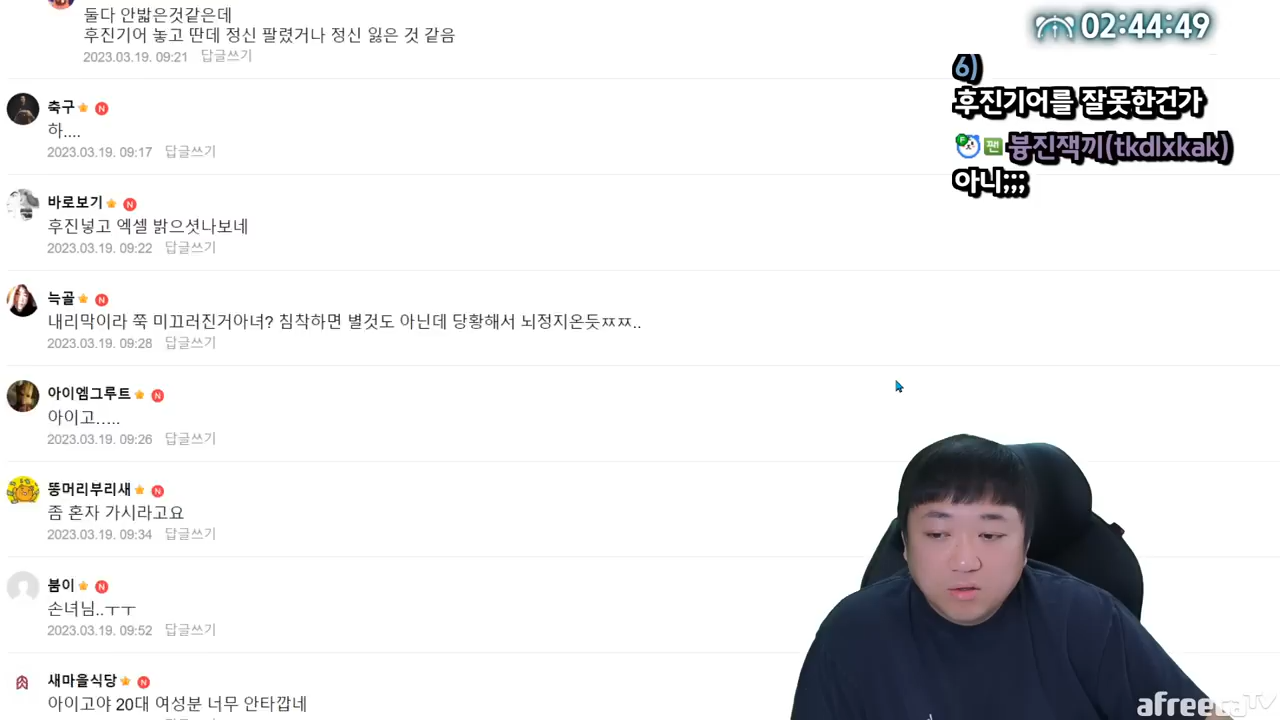 둘다 안밟은것같은데
후진기어 놓고 딴데 정신 팔렸거나 정신 잃은 것 같음
2023.03.19. 09:21 답글쓰기
축구 N
하....
2023.03.19. 09:17 답글쓰기
바로보기 N
후진넣고 엑셀 밝으셧나보네
2023.03.19. 09:22 답글쓰기
늑골 N
내리막이라 쭉 미끄러진거아녀? 침착하면 별것도 아닌데 당황해서 뇌정지온듯ㅉㅉ..
2023.03.19. 09:28 답글쓰기
아이엠그루트 N
아이고…..
2023.03.19. 09:26 답글쓰기
똥머리부리새 N
좀 혼자 가시라고요
2023.03.19. 09:34 답글쓰기
붐이 N
손녀님..ㅜㅜ
2023.03.19. 09:52 답글쓰기
새마을식당 N
아이고야 20대 여성분 너무 안타깝네
02:44:49
6)
후진기어를 잘못한건가
F 팬 븅진잭끼(tkdlxkak)
아니;;;
afreecaTV